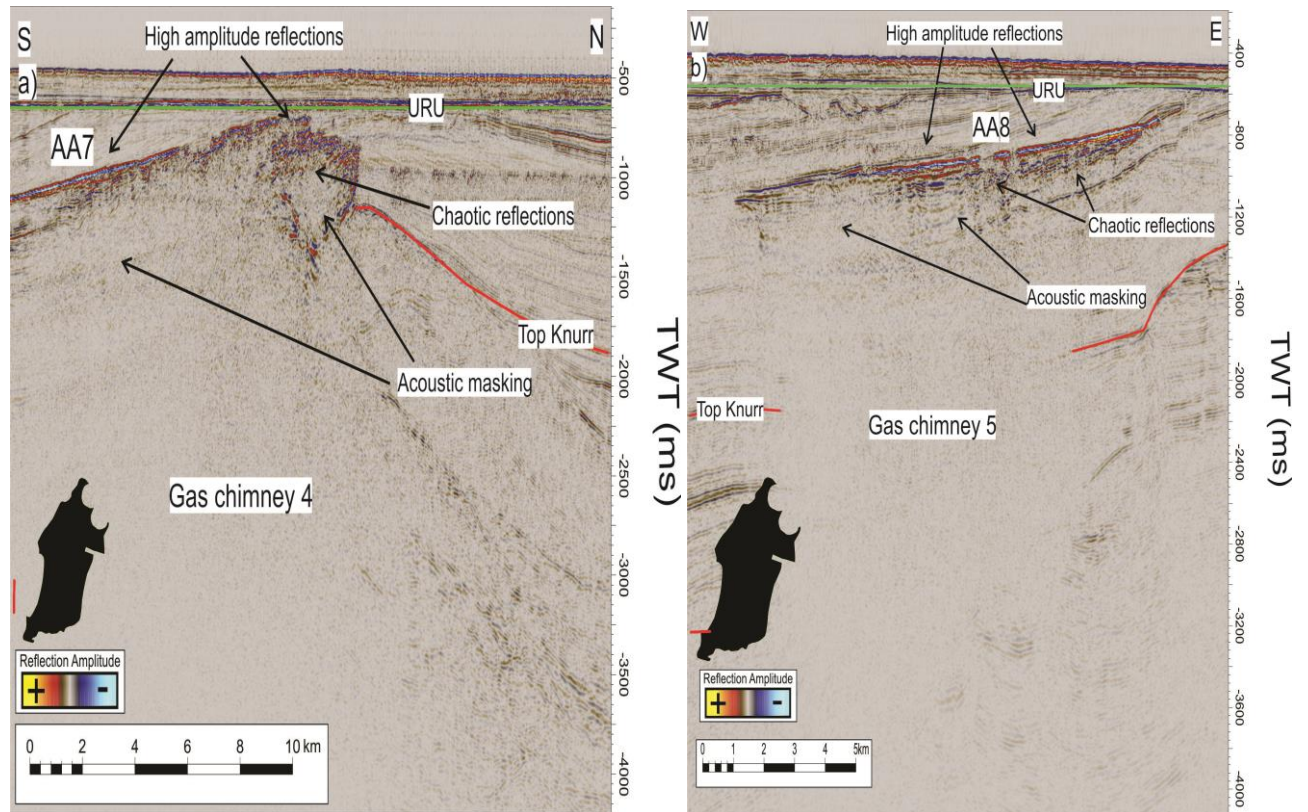 S
N
High amplitude reflections
a)
URU
AA7
Chaotic reflections
Top Knurr
Acoustic masking
Gas chimney 4
Reflection Amplitude
+ -
0 2 4 6 8 10 km
-500
-1000
-1500
-2000
-2500
-3000
-3500
-4000
TWT (ms)
W
E
High amplitude reflections
b)
URU
AA8
Chaotic reflections
Acoustic masking
Top Knurr
Gas chimney 5
Reflection Amplitude
+ -
0 1 2 3 4 5km
-400
-800
-1200
-1600
-2000
-2400
-2800
-3200
-3600
-4000
TWT (ms)